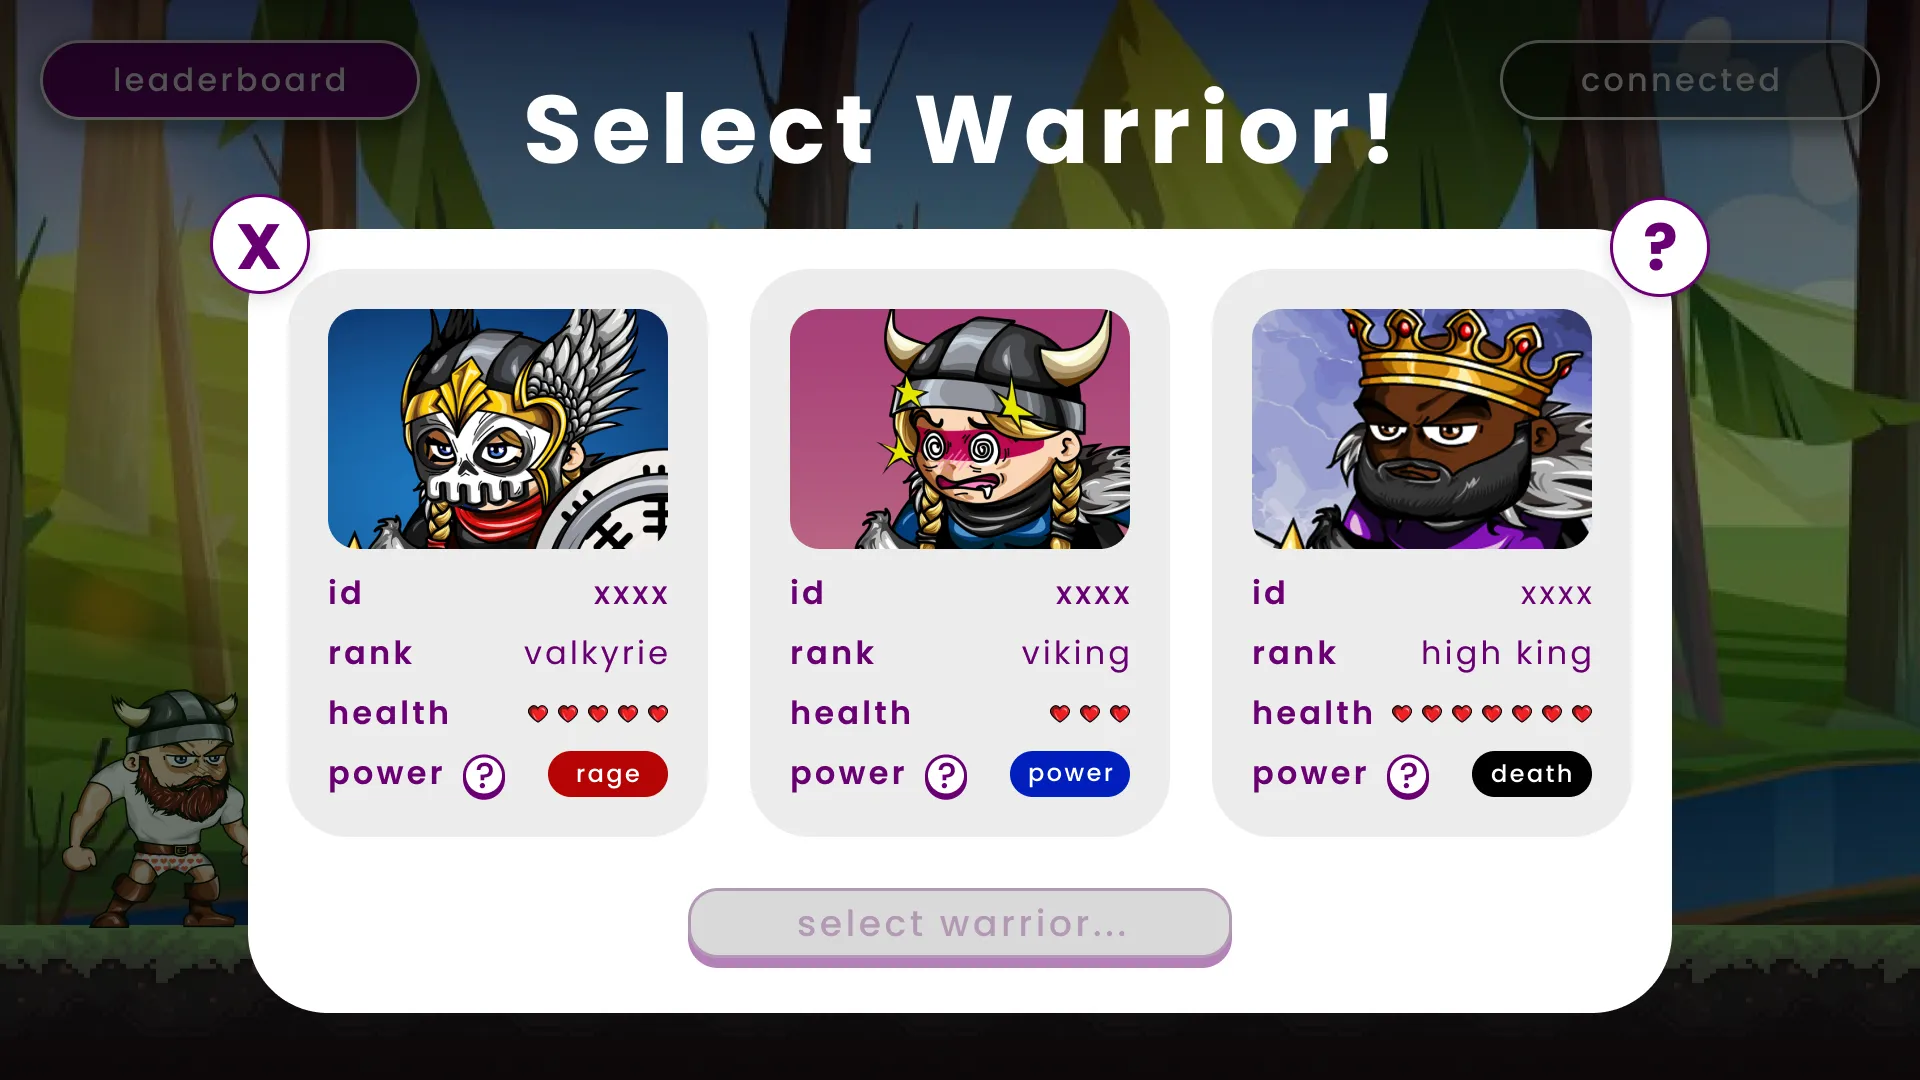 leaderboard
connected
Select Warrior!
X
?
id xxxx
rank valkyrie
health
power ? rage
id xxxx
rank viking
health
power ? power
id xxxx
rank high king
health
power ? death
select warrior...